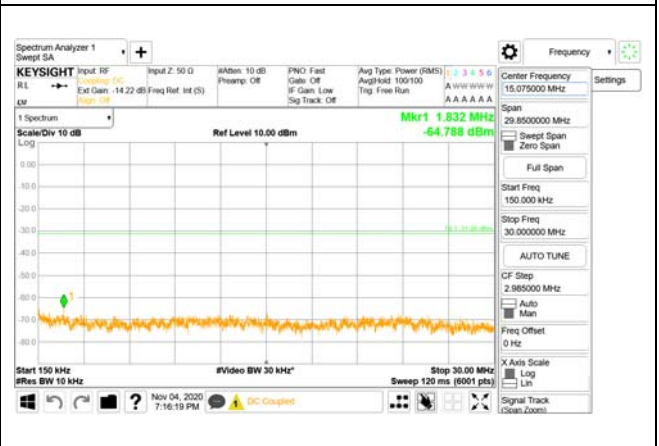 Spectrum Analyzer 1
Swept SA
Frequency
KEYSIGHT
Input: RF
Input Z: 50 Ω
#Atten: 10 dB
PNO: Fast
Avg Type: Power (RMS)
1 2 3 4 5 6
RL
Coupling: DC
Preamp: Off
Gate: Off
Avg|Hold: 100/100
A W W W W W
Ext Gain: -14.22 dB
Freq Ref: Int (S)
IF Gain: Low
Trig: Free Run
Align: Off
Sig Track: Off
A A A A A A
Center Frequency
15.075000 MHz
Settings
Span
29.8500000 MHz
Swept Span
Zero Span
Full Span
Start Freq
150.000 kHz
Stop Freq
30.000000 MHz
AUTO TUNE
CF Step
2.985000 MHz
Auto
Man
Freq Offset
0 Hz
X Axis Scale
Log
Lin
Signal Track
(Span Zoom)
1 Spectrum
Scale/Div 10 dB
Ref Level 10.00 dBm
Mkr1 1.832 MHz
-64.788 dBm
Log
0.00
-10.0
-20.0
-30.0
-40.0
-50.0
-60.0
-70.0
-80.0
1
Start 150 kHz
#Video BW 30 kHz*
Stop 30.00 MHz
#Res BW 10 kHz
Sweep 120 ms (6001 pts)
Nov 04, 2020
7:16:19 PM
DC Coupled